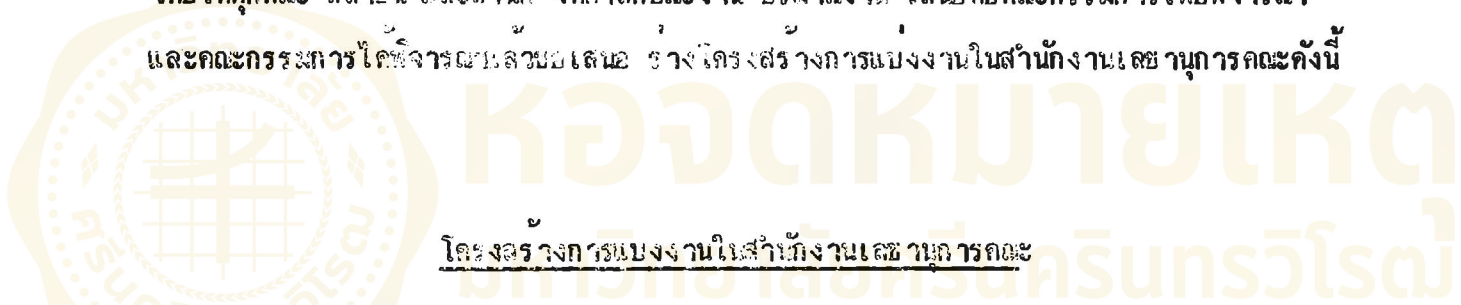 และคณะกรรมการได้พิจารณาแล้วขอเสนอ ร่างโครงสร้างการแบ่งงานในสำนักงานเลขานุการคณะดังนี้
หอจดหมายเหตุ
มหาวิทยาลัยศรีนครินทรวิโรฒ
โครงสร้างการแบ่งงานในสำนักงานเลขานุการคณะ